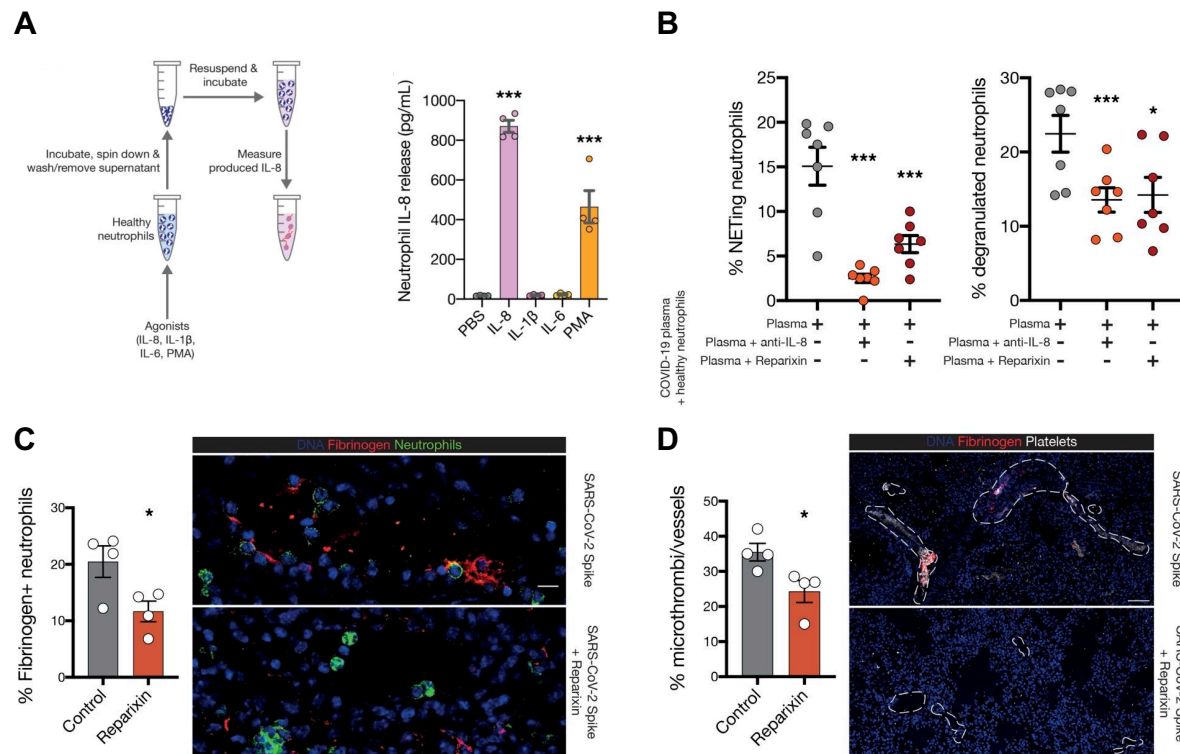 A
Resuspend &
incubate
Incubate, spin down &
wash/remove supernatant
Measure
produced IL-8
Healthy
neutrophils
Agonists
(IL-8, IL-1β,
IL-6, PMA)
Neutrophil IL-8 release (pg/mL)
1000
800
600
400
200
0
***
***
PBS
IL-8
IL-1β
IL-6
PMA
B
% NETing neutrophils
25
20
15
10
5
0
***
***
COVID-19 plasma
+ healthy neutrophils
Plasma + + +
Plasma + anti-IL-8 - + -
Plasma + Reparixin - - +
% degranulated neutrophils
30
20
10
0
***
*
Plasma + + +
Plasma + anti-IL-8 - + -
Plasma + Reparixin - - +
C
% Fibrinogen+ neutrophils
30
20
10
0
*
Control
Reparixin
DNA Fibrinogen Neutrophils
SARS-CoV-2 Spike
SARS-CoV-2 Spike
+ Reparixin
D
% microthrombi/vessels
50
40
30
20
10
0
*
Control
Reparixin
DNA Fibrinogen Platelets
SARS-CoV-2 Spike
SARS-CoV-2 Spike
+ Reparixin